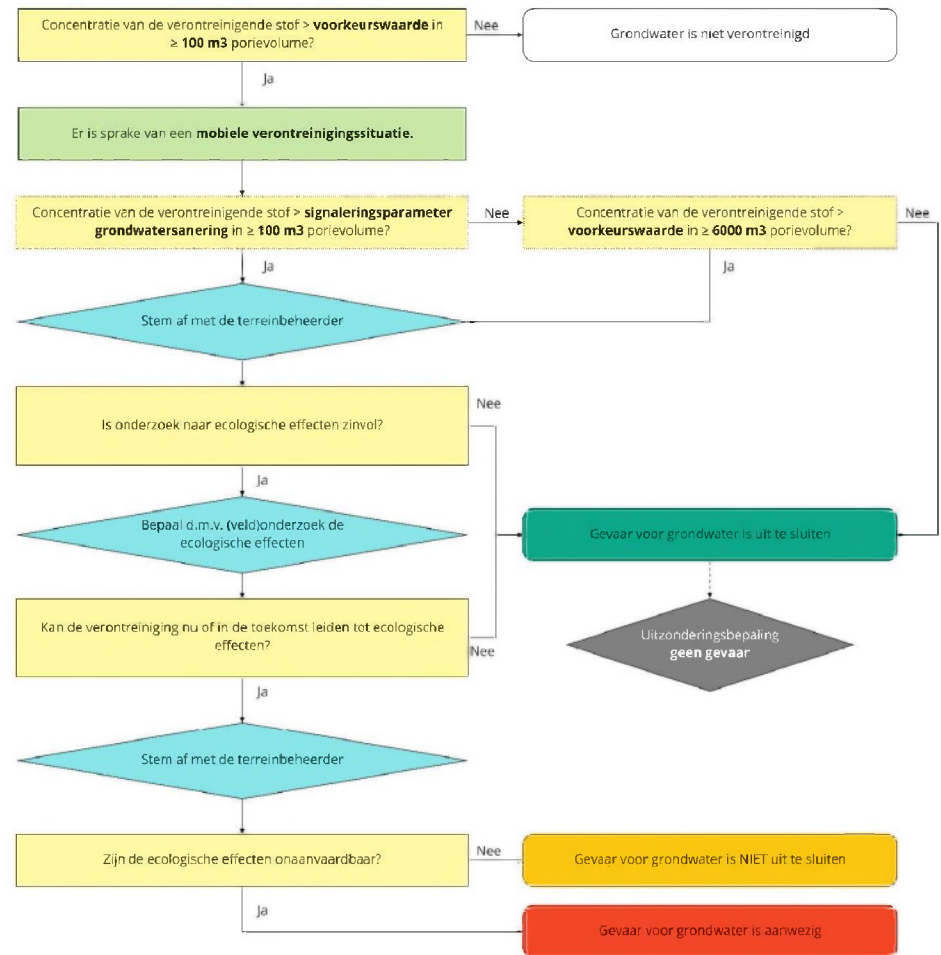 Concentratie van de verontreinigende stof > voorkeurswaarde in
≥ 100 m3 porievolume?
Nee
Grondwater is niet verontreinigd
Ja
Er is sprake van een mobiele verontreinigingssituatie.
Concentratie van de verontreinigende stof > signaleringsparameter
grondwatersanering in ≥ 100 m3 porievolume?
Nee
Concentratie van de verontreinigende stof >
voorkeurswaarde in ≥ 6000 m3 porievolume?
Nee
Ja
Ja
Stem af met de terreinbeheerder
Is onderzoek naar ecologische effecten zinvol?
Nee
Ja
Bepaal d.m.v. (veld)onderzoek de
ecologische effecten
Gevaar voor grondwater is uit te sluiten
Kan de verontreiniging nu of in de toekomst leiden tot ecologische
effecten?
Nee
Uitzonderingsbepaling
geen gevaar
Ja
Stem af met de terreinbeheerder
Zijn de ecologische effecten onaanvaardbaar?
Nee
Gevaar voor grondwater is NIET uit te sluiten
Ja
Gevaar voor grondwater is aanwezig